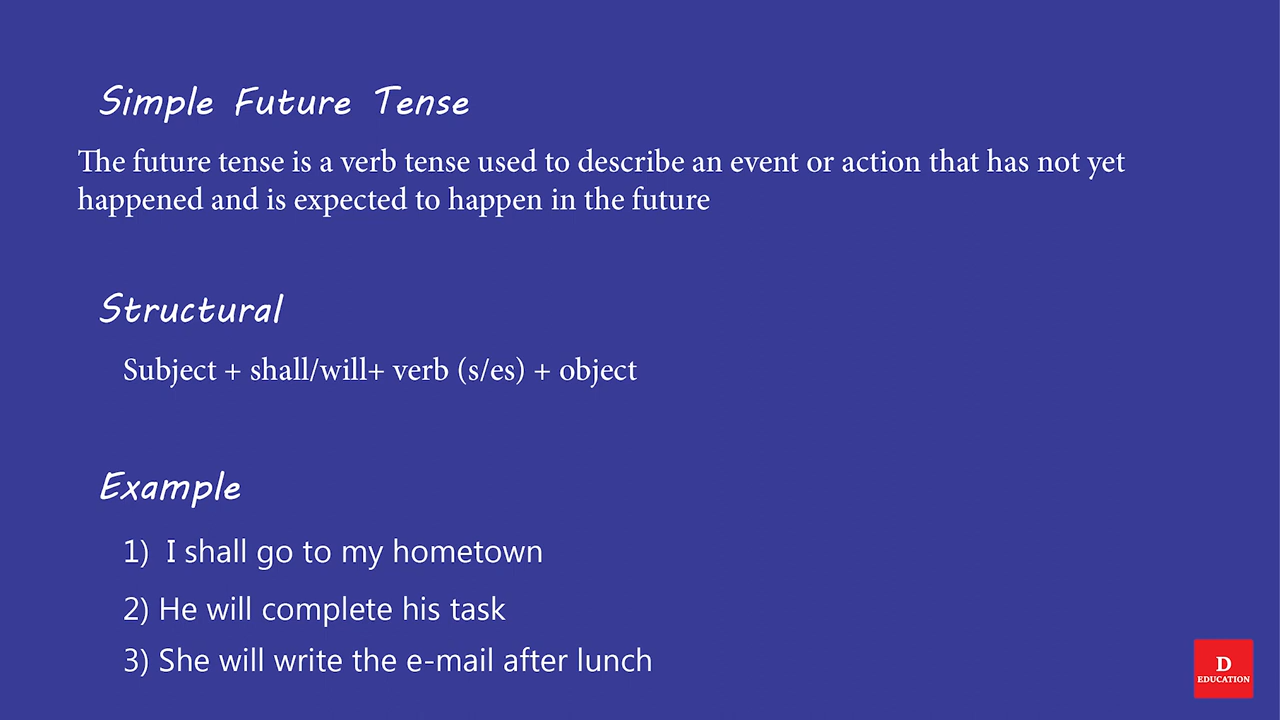 Simple Future Tense
The future tense is a verb tense used to describe an event or action that has not yet
happened and is expected to happen in the future
Structural
Subject + shall/will+ verb (s/es) + object
Example
1) I shall go to my hometown
2) He will complete his task
3) She will write the e-mail after lunch
D
EDUCATION